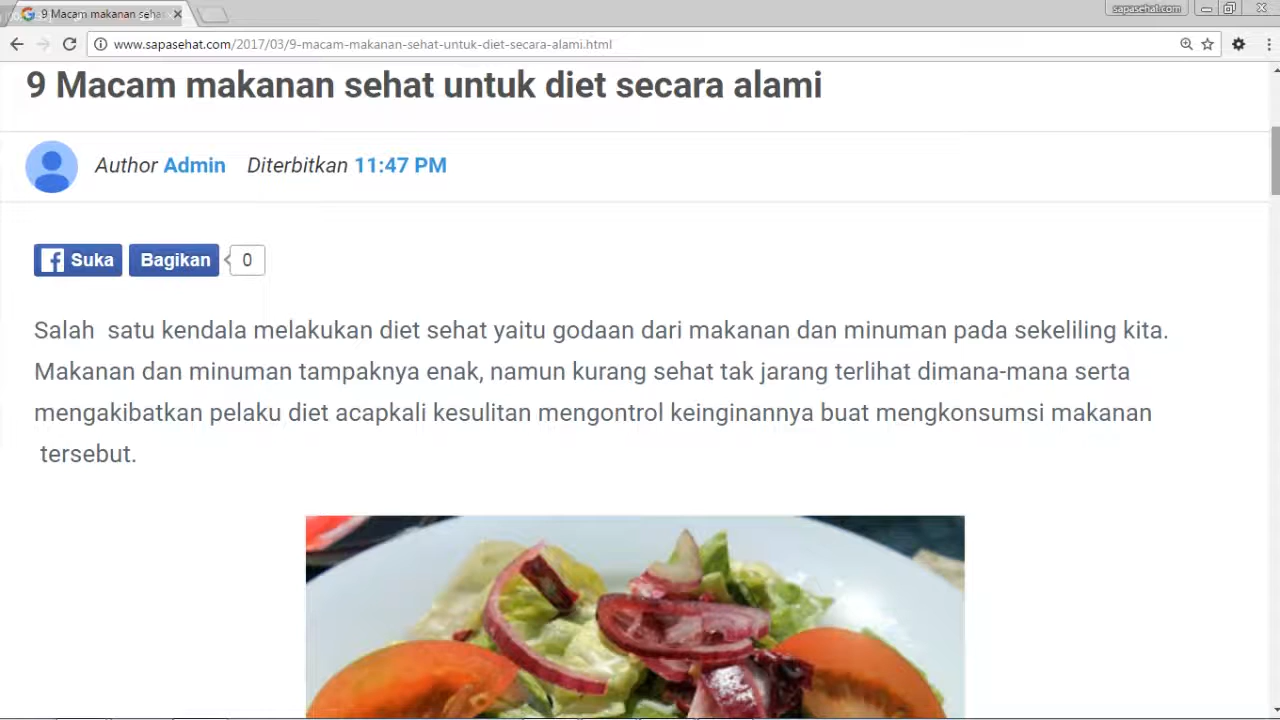 9 Macam makanan seha
sapasehat.com
www.sapasehat.com/2017/03/9-macam-makanan-sehat-untuk-diet-secara-alami.html
9 Macam makanan sehat untuk diet secara alami
Author Admin Diterbitkan 11:47 PM
Suka Bagikan 0
Salah satu kendala melakukan diet sehat yaitu godaan dari makanan dan minuman pada sekeliling kita.
Makanan dan minuman tampaknya enak, namun kurang sehat tak jarang terlihat dimana-mana serta
mengakibatkan pelaku diet acapkali kesulitan mengontrol keinginannya buat mengkonsumsi makanan
tersebut.